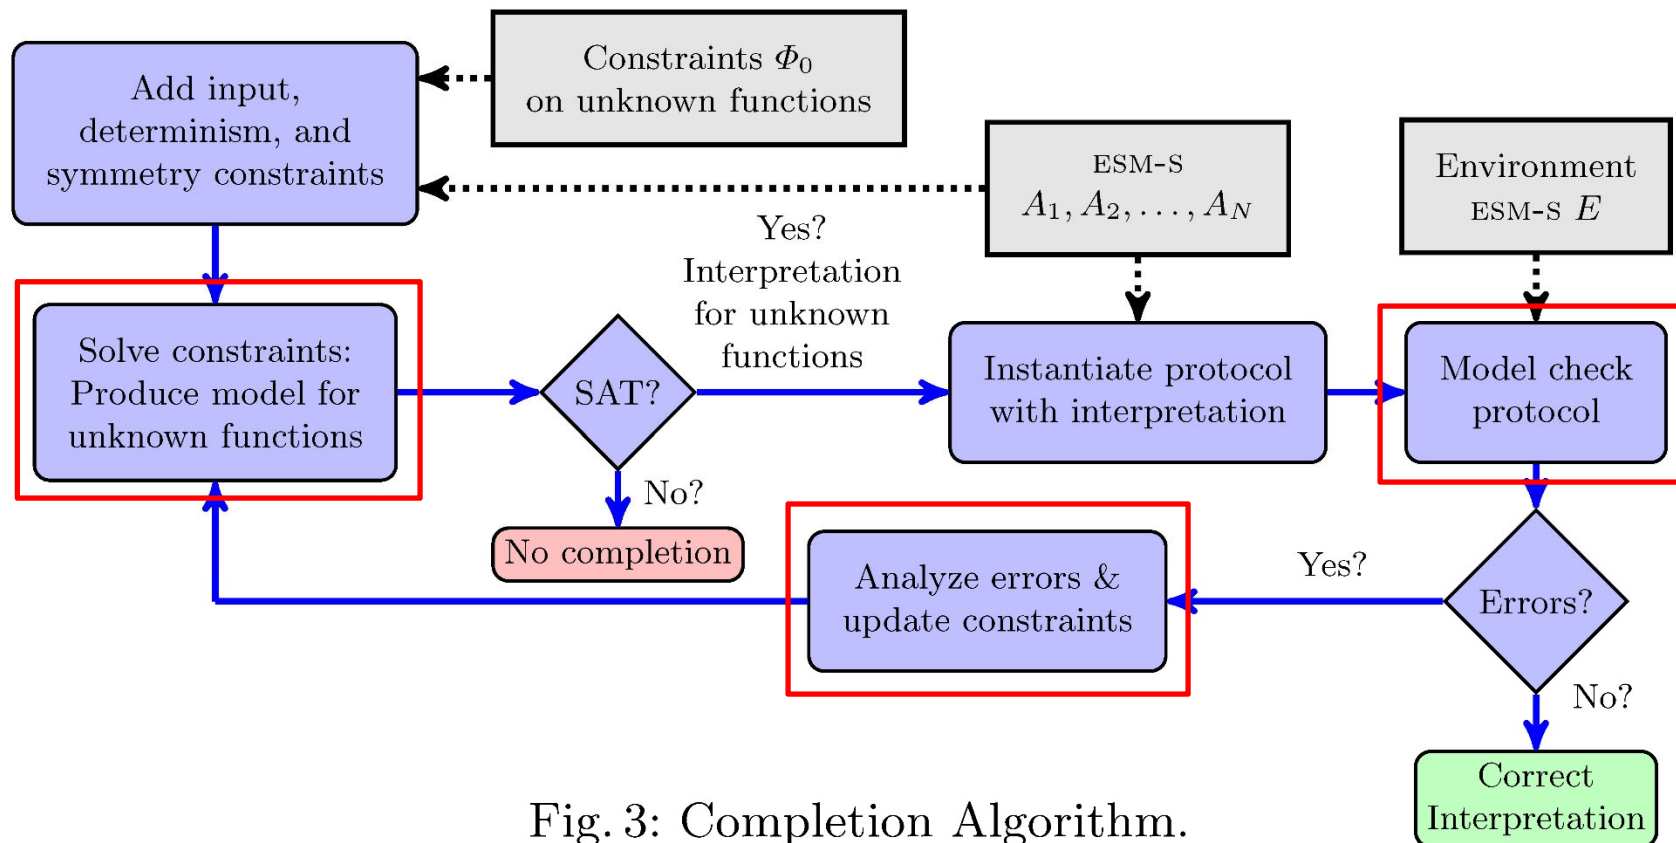 Add input,
determinism, and
symmetry constraints
Constraints Φ₀
on unknown functions
ESM-S
A₁, A₂, . . . , A_N
Environment
ESM-S E
Yes?
Interpretation
for unknown
functions
Solve constraints:
Produce model for
unknown functions
SAT?
Instantiate protocol
with interpretation
Model check
protocol
No?
No completion
Analyze errors &
update constraints
Yes?
Errors?
No?
Correct
Interpretation
Fig. 3: Completion Algorithm.